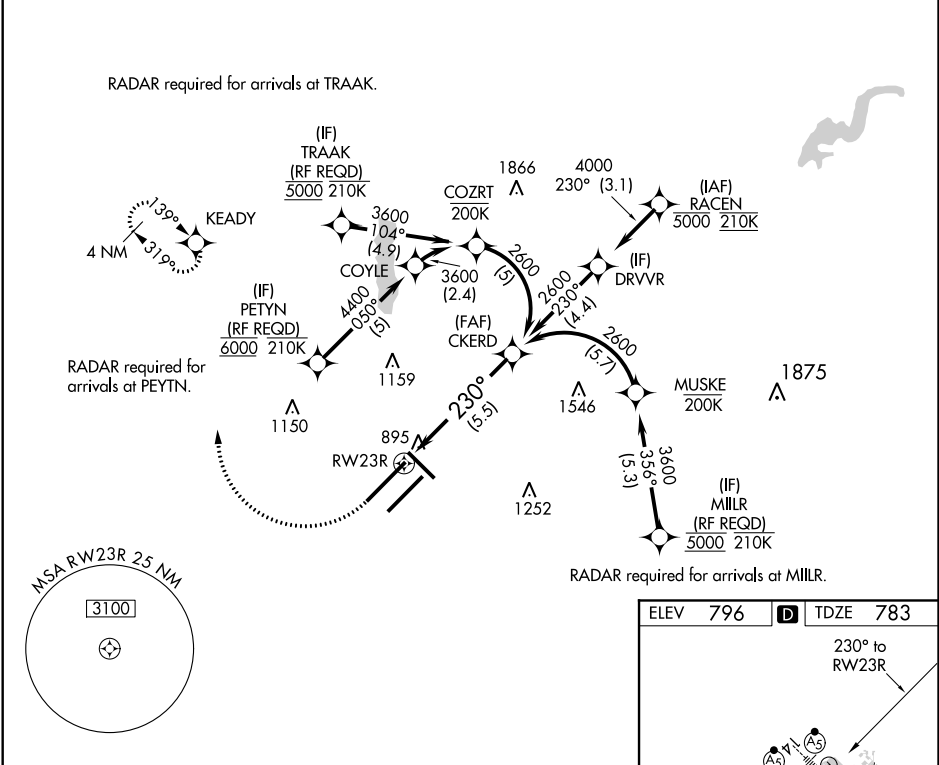 RADAR required for arrivals at TRAAK.
(IF)
TRAAK
(RF REQD)
5000 210K
COZRT
200K
1866
4000
230° (3.1)
(IAF)
RACEN
5000 210K
139°
KEADY
4 NM
319°
3600
104°
(4.9)
COYLE
3600
(2.4)
2600
(5)
(IF)
DRVVR
2600
230°
(4.4)
(IF)
PETYN
(RF REQD)
6000 210K
4400
050°
(5)
(FAF)
CKERD
2600
(5.7)
RADAR required for
arrivals at PEYTN.
1159
1150
230°
(5.5)
1546
MUSKE
200K
1875
895
RW23R
1252
3600
356°
(5.3)
(IF)
MIILR
(RF REQD)
5000 210K
RADAR required for arrivals at MIILR.
MSA RW23R 25 NM
3100
ELEV 796 D TDZE 783
230° to
RW23R
A5
A5